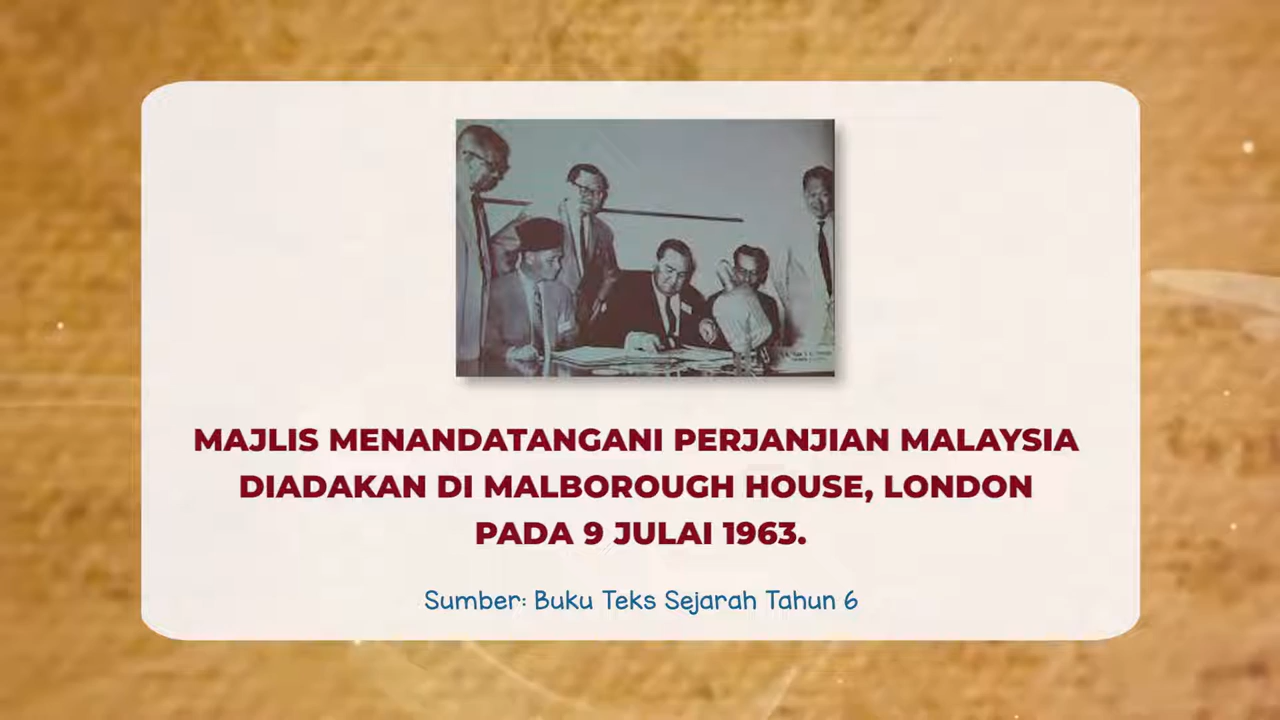 MAJLIS MENANDATANGANI PERJANJIAN MALAYSIA
DIADAKAN DI MALBOROUGH HOUSE, LONDON
PADA 9 JULAI 1963.
Sumber: Buku Teks Sejarah Tahun 6